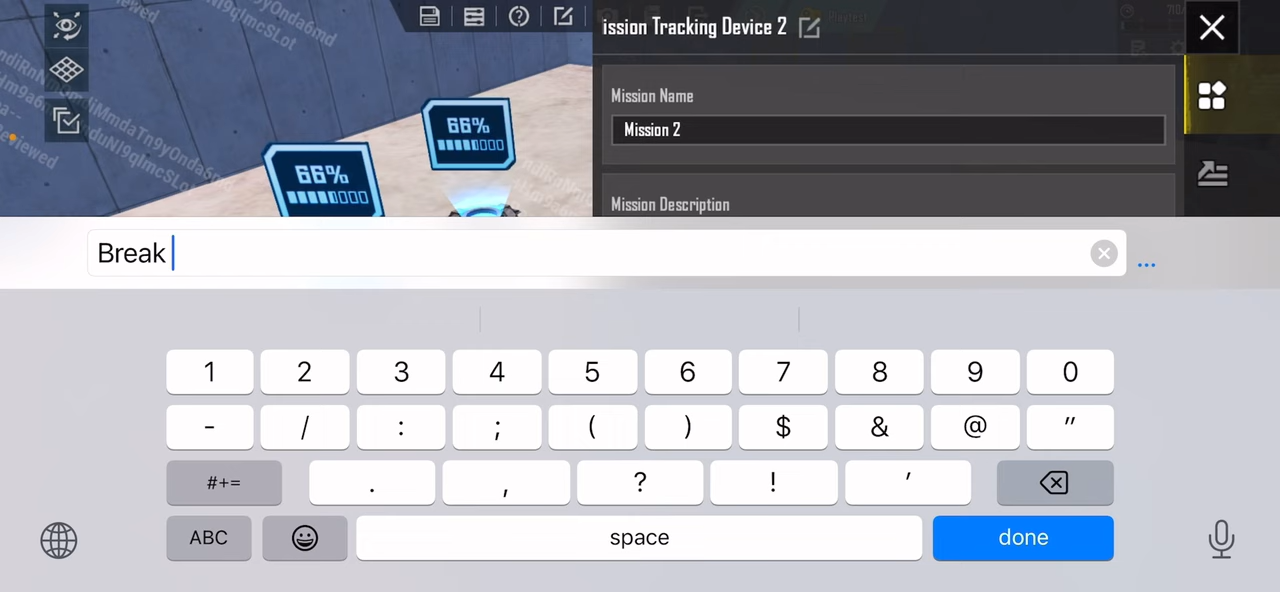 ission Tracking Device 2
Mission Name
Mission 2
Mission Description
66%
66%
Break
1 2 3 4 5 6 7 8 9 0
- / : ; ( ) $ & @ "
#+= . , ? ! '
ABC space done